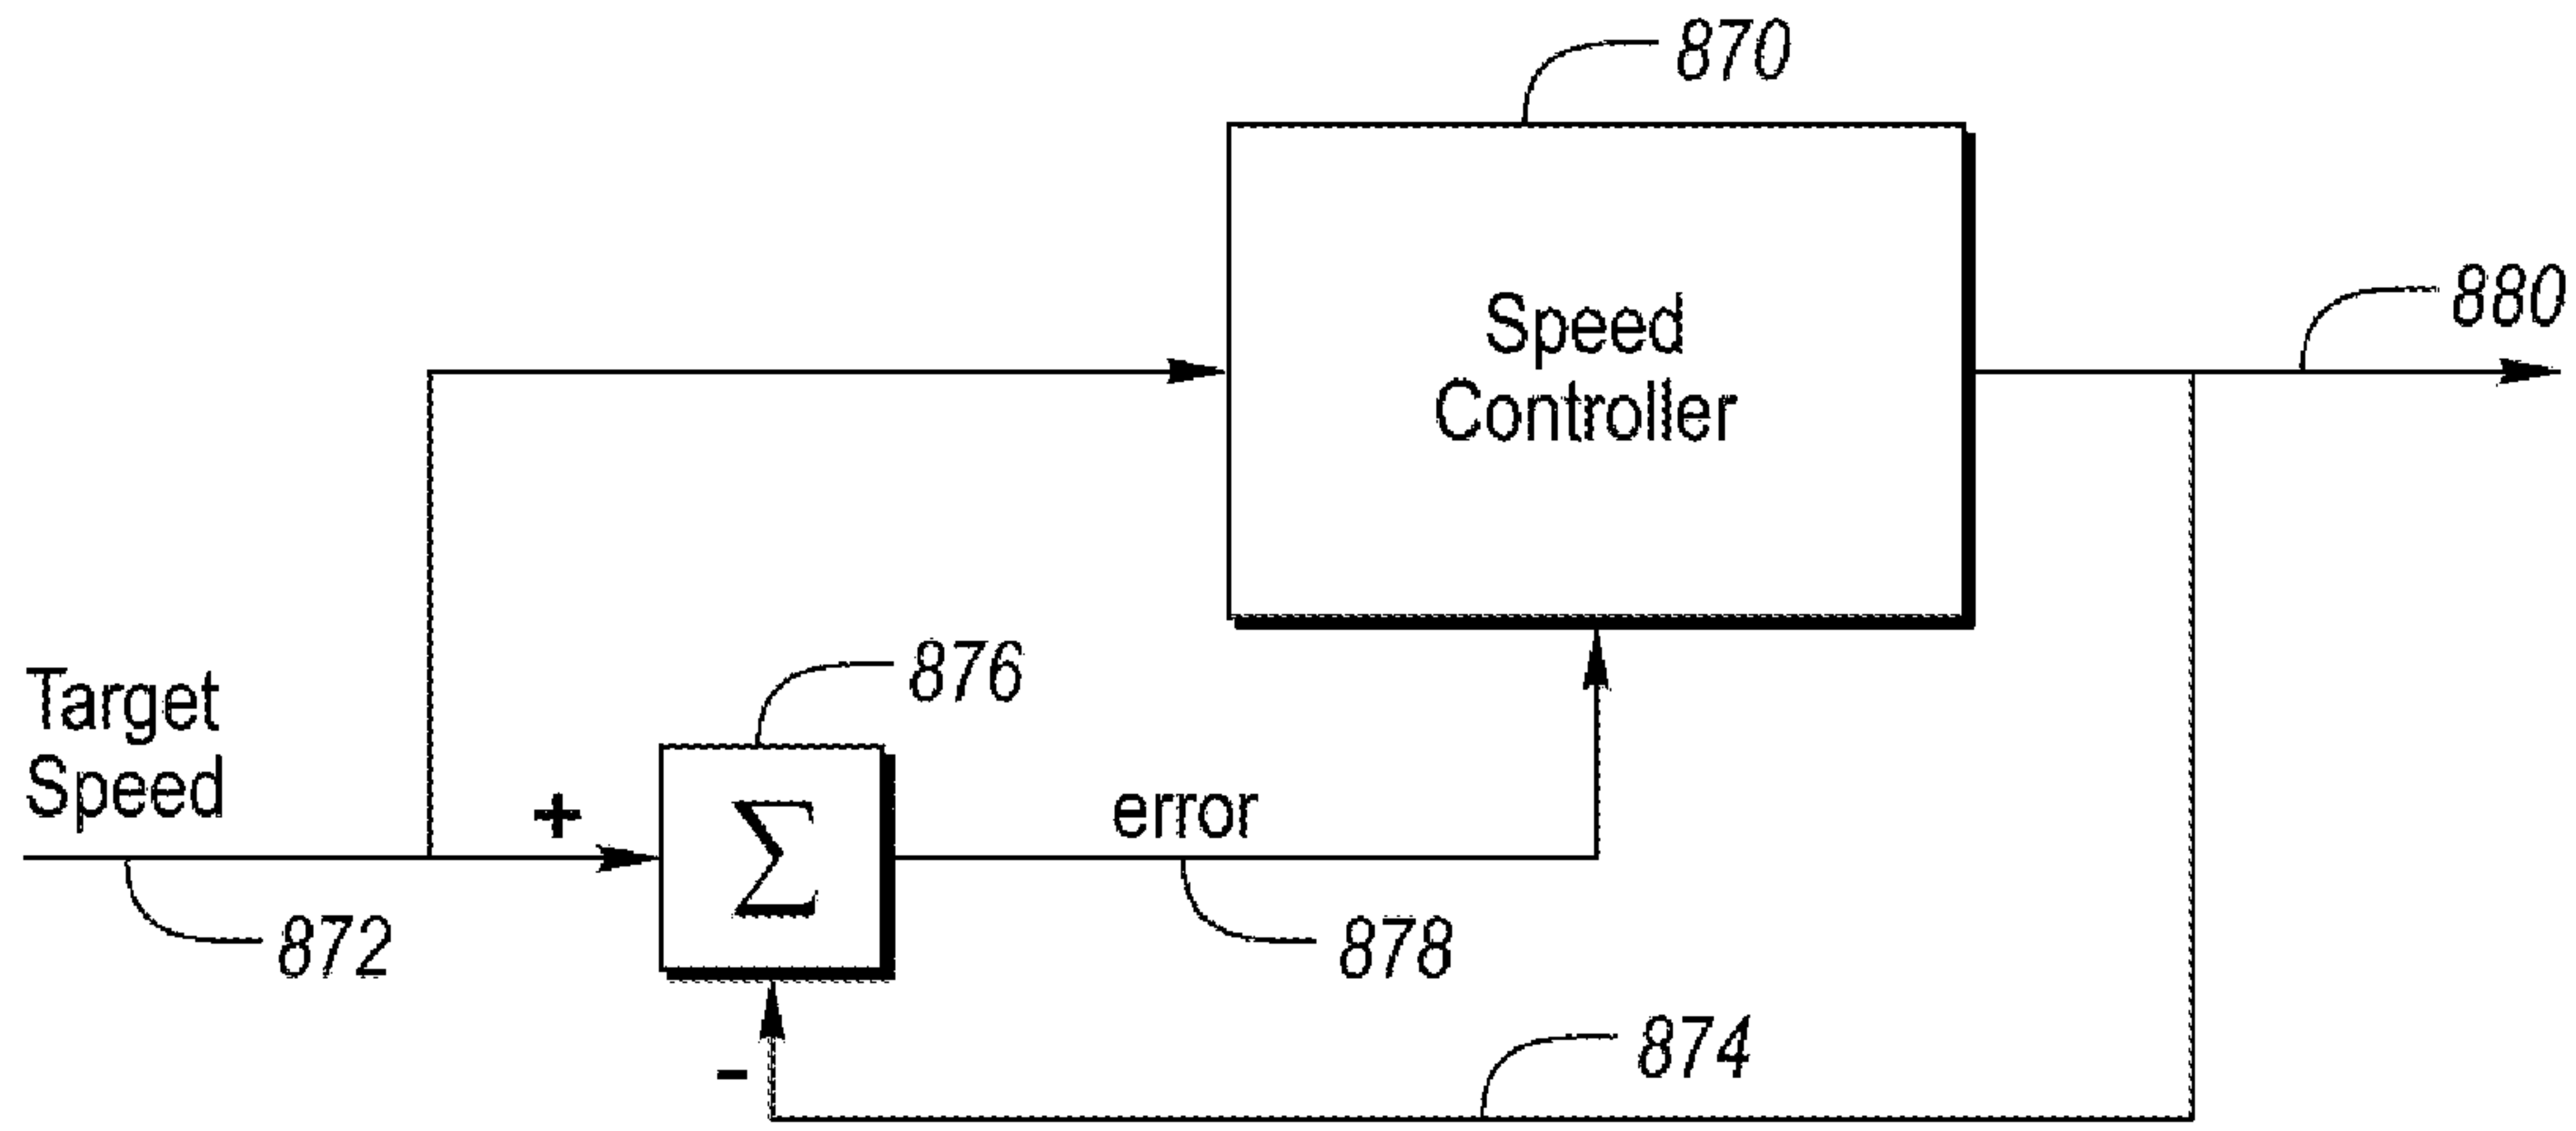 870
Speed
Controller
880
Target
Speed
876
+
Σ
error
872
878
-
874